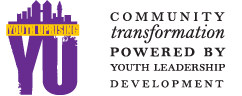 YOUTH UPRISING
YU
COMMUNITY
transformation
POWERED BY
YOUTH LEADERSHIP
DEVELOPMENT